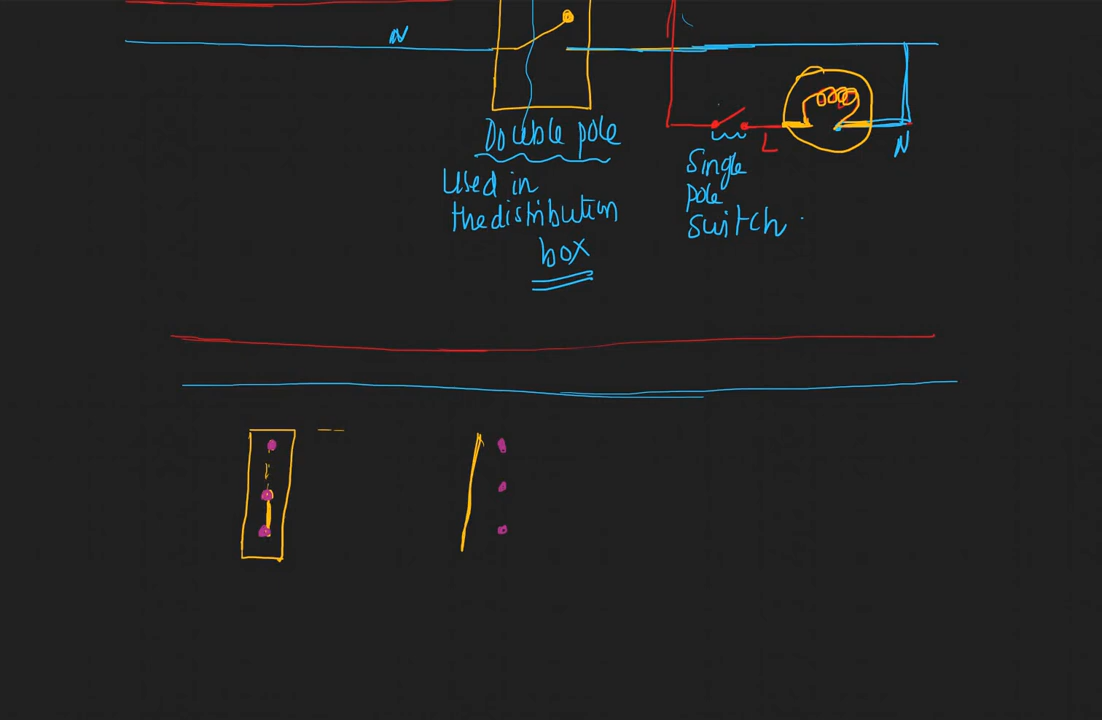 N
Double pole
Used in
the distribution
box
L
N
Single
pole
Switch